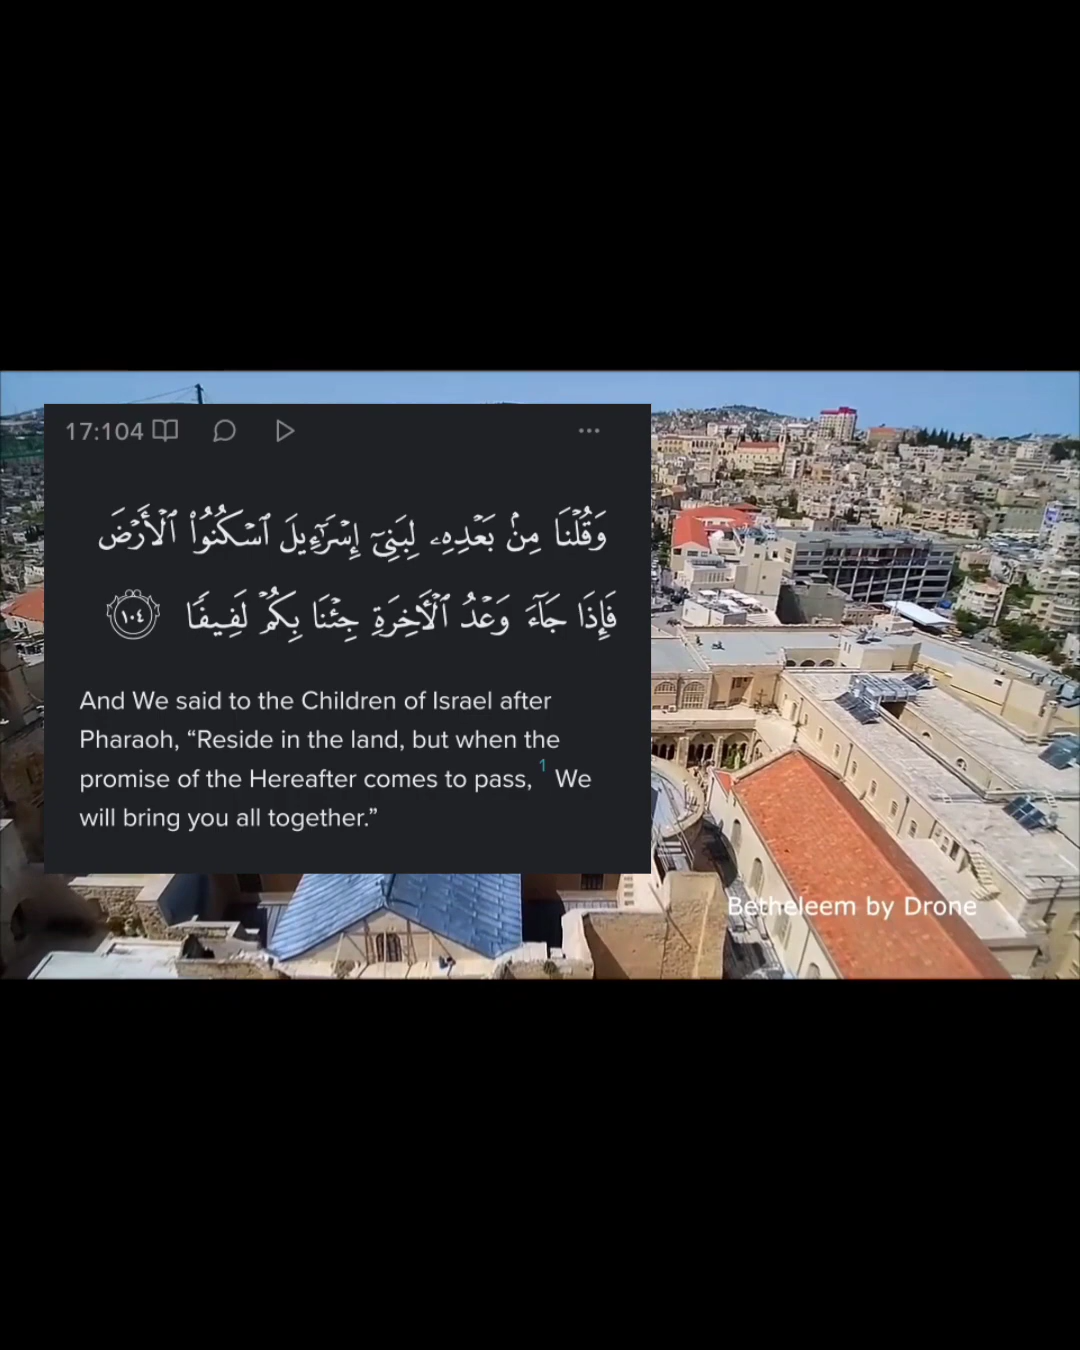 17:104
وَقُلْنَا مِنۢ بَعْدِهِۦ لِبَنِىٓ إِسْرَٰٓءِيلَ ٱسْكُنُوا۟ ٱلْأَرْضَ
فَإِذَا جَآءَ وَعْدُ ٱلْـَٔاخِرَةِ جِئْنَا بِكُمْ لَفِيفًا ١٠٤
And We said to the Children of Israel after
Pharaoh, “Reside in the land, but when the
promise of the Hereafter comes to pass, 1 We
will bring you all together.”
Betheleem by Drone